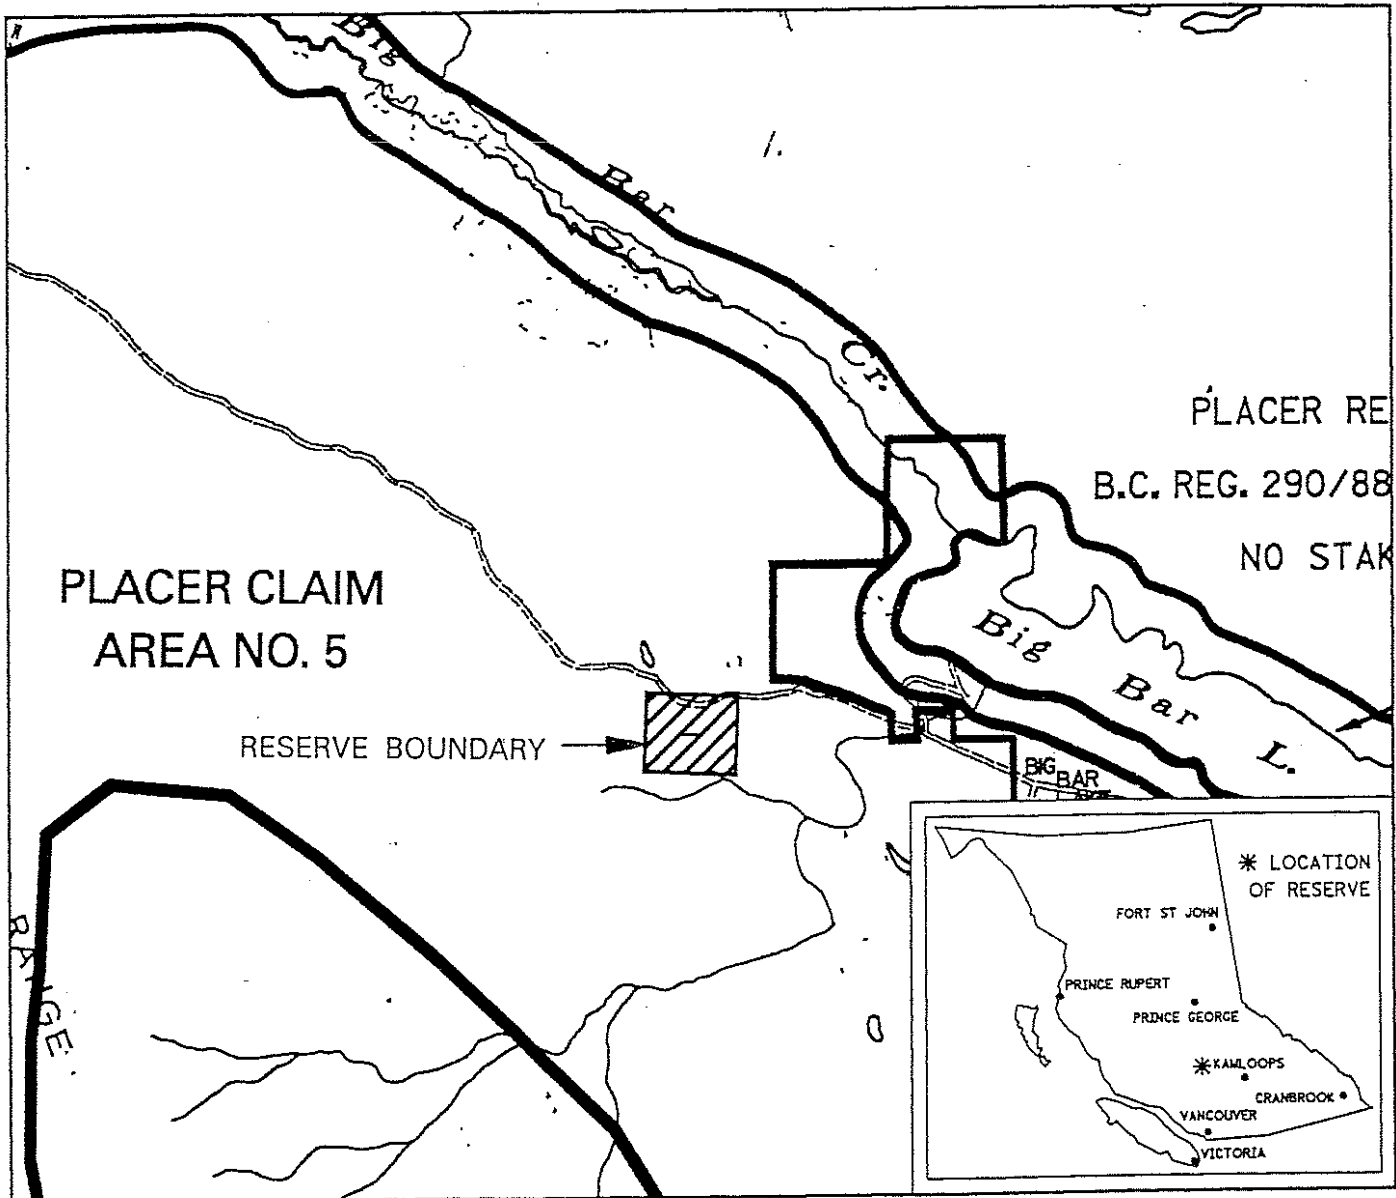 Big
Bar
Cr.
PLACER RE
B.C. REG. 290/88
NO STAK
PLACER CLAIM
AREA NO. 5
Big
Bar
L.
RESERVE BOUNDARY
BIG
BAR
RANGE
* LOCATION
OF RESERVE
FORT ST JOHN
PRINCE RUPERT
PRINCE GEORGE
KAMLOOPS
CRANBROOK
VANCOUVER
VICTORIA